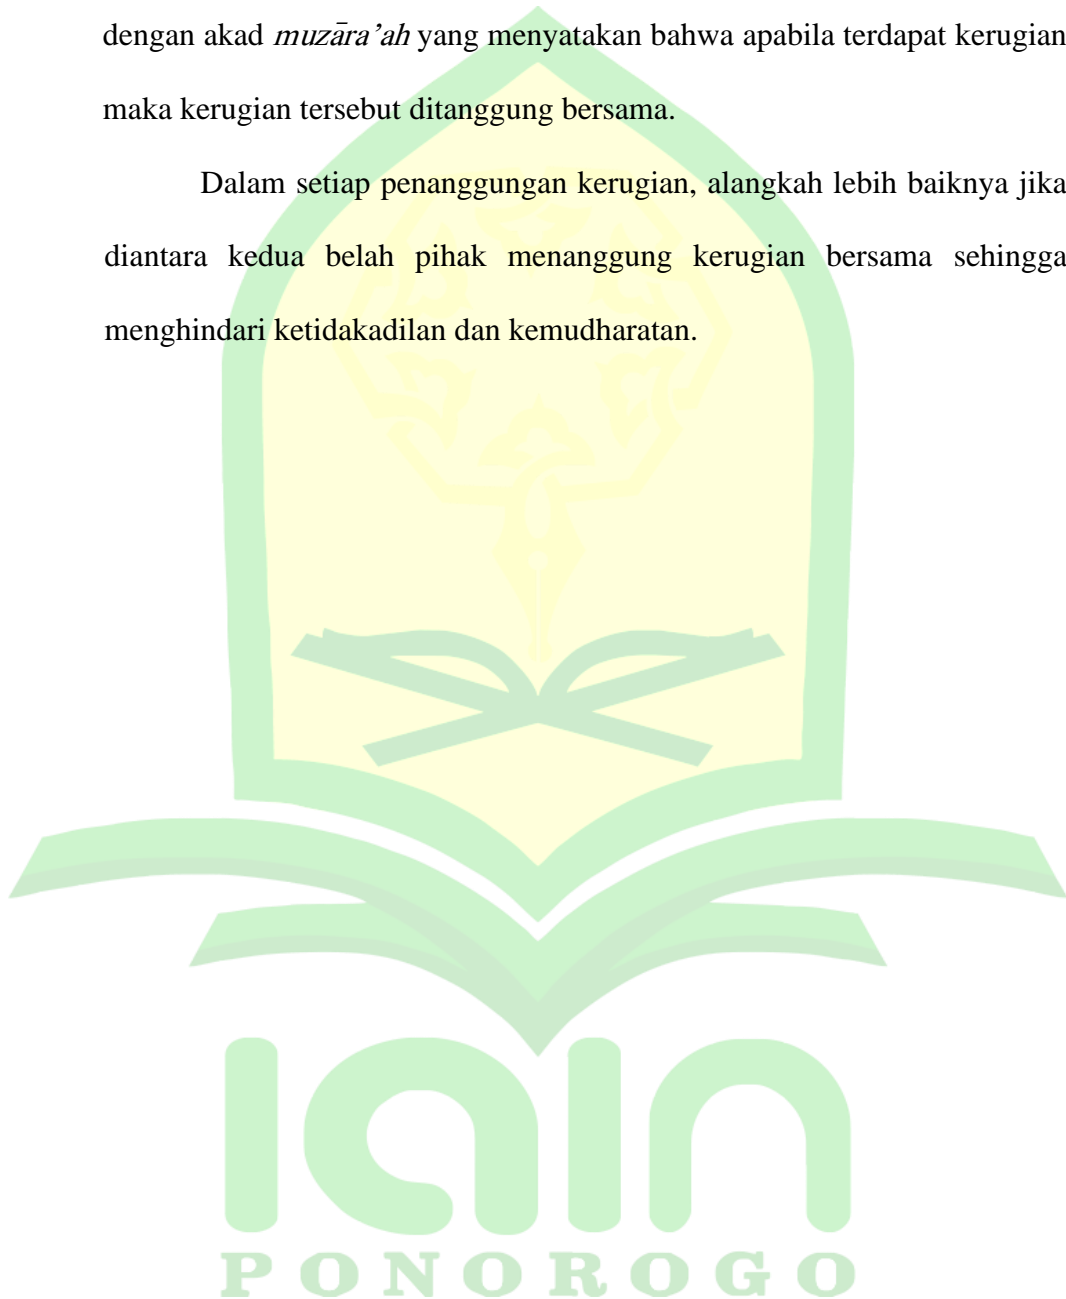 dengan akad muzāra’ah yang menyatakan bahwa apabila terdapat kerugian
maka kerugian tersebut ditanggung bersama.
Dalam setiap penanggungan kerugian, alangkah lebih baiknya jika
diantara kedua belah pihak menanggung kerugian bersama sehingga
menghindari ketidakadilan dan kemudharatan.
IAIN
PONOROGO